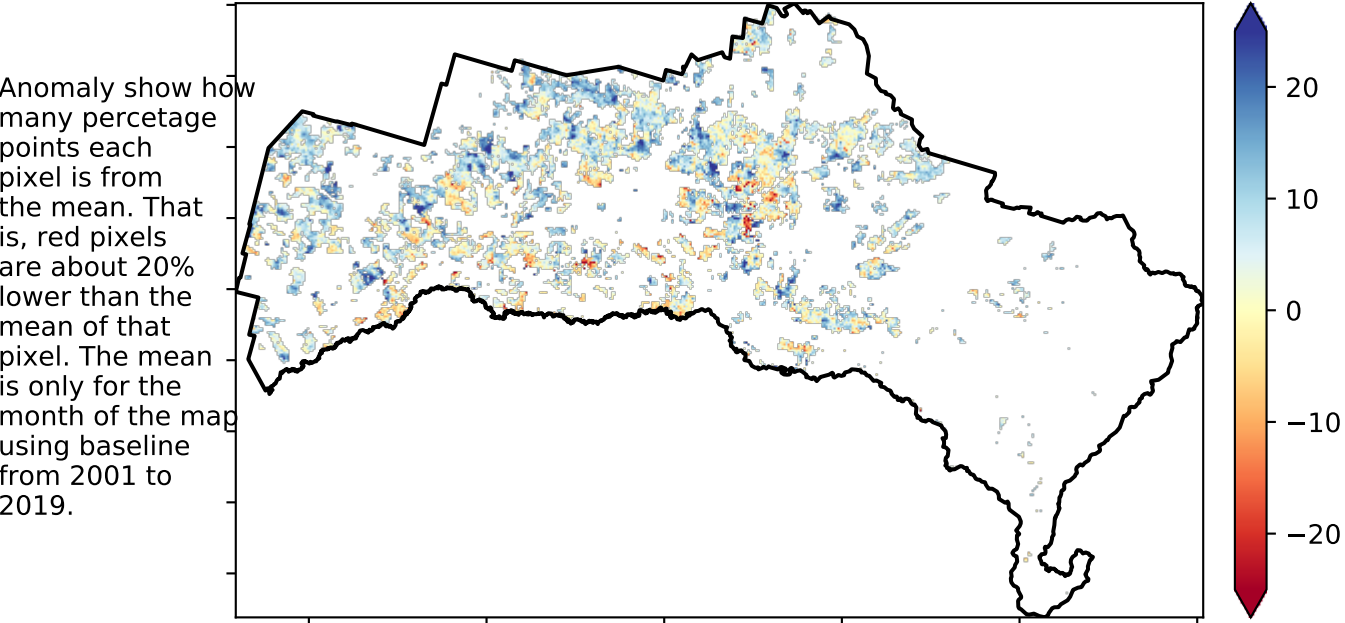 Anomaly show how
many percetage
points each
pixel is from
the mean. That
is, red pixels
are about 20%
lower than the
mean of that
pixel. The mean
is only for the
month of the map
using baseline
from 2001 to
2019.
20
10
0
−10
−20